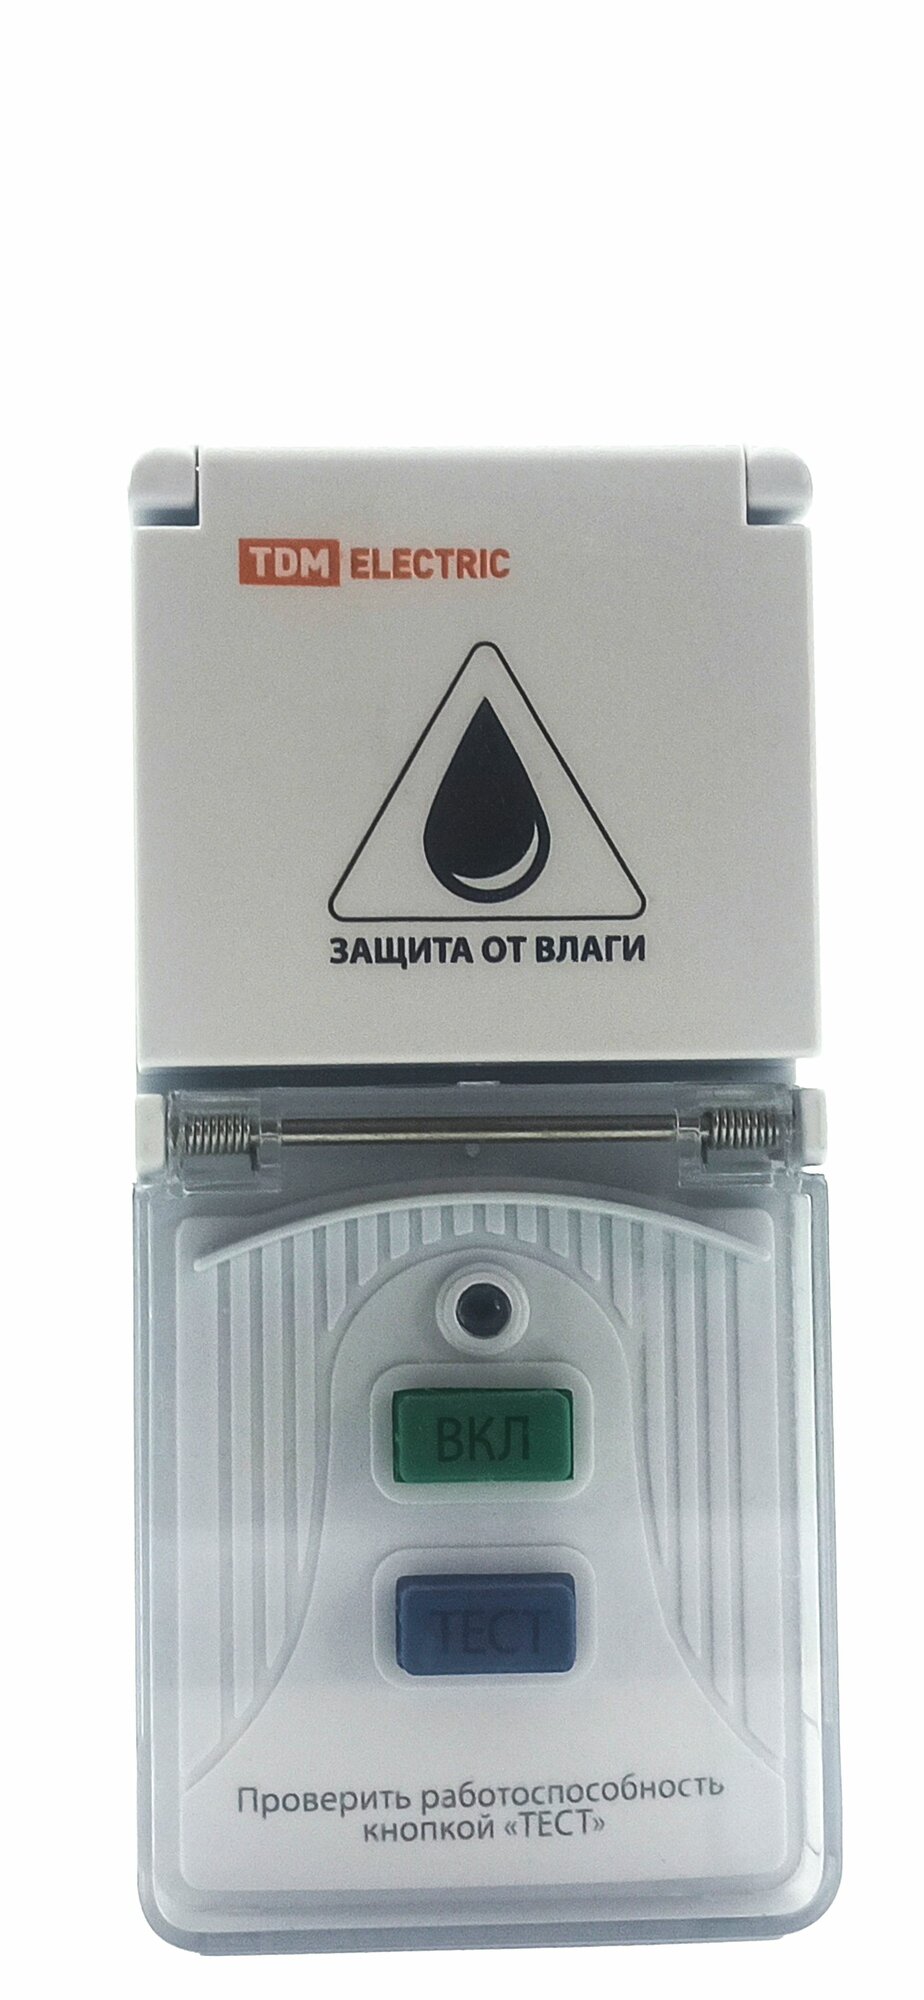 TDM ELECTRIC
ЗАЩИТА ОТ ВЛАГИ
ВКЛ
ТЕСТ
Проверить работоспособность
кнопкой «ТЕСТ»